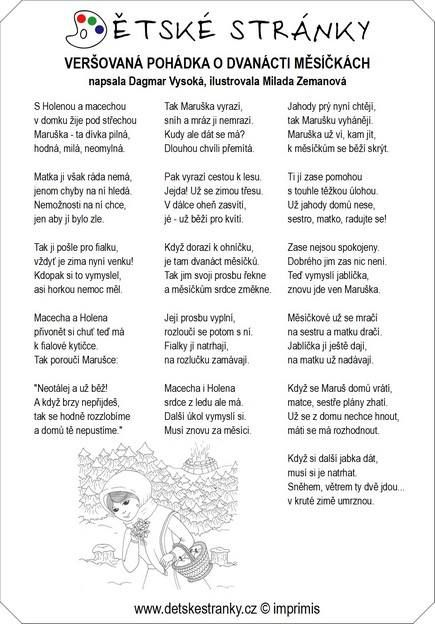 DĚTSKÉ STRÁNKY
VERŠOVANÁ POHÁDKA O DVANÁCTI MĚSÍČKÁCH
napsala Dagmar Vysoká, ilustrovala Milada Zemanová
S Holenou a macechou
v domku žije pod střechou
Maruška - ta dívka pilná,
hodná, milá, neomylná.
Matka ji však ráda nemá,
jenom chyby na ní hledá.
Nemožnosti na ní chce,
jen aby jí bylo zle.
Tak ji pošle pro fialku,
vždyť je zima nyní venku!
Kdopak si to vymyslel,
asi horkou nemoc měl.
Macecha a Holena
přivonět si chuť teď má
k fialové kytičce.
Tak poroučí Marušce:
"Neotálej a už běž!
A když brzy nepřijdeš,
tak se hodně rozzlobíme
a domů tě nepustíme."
Tak Maruška vyrazí,
sníh a mráz ji nemrazí.
Kudy ale dát se má?
Dlouhou chvíli přemítá.
Pak vyrazí cestou k lesu.
Jejda! Už se zimou třesu.
V dálce oheň zasvítí,
jé - už běží pro kvítí.
Když dorazí k ohníčku,
je tam dvanáct měsíčků.
Tak jim svoji prosbu řekne
a měsíčkům srdce změkne.
Její prosbu vyplní,
rozloučí se potom s ní.
Fialky jí natrhají,
na rozlučku zamávají.
Macecha i Holena
srdce z ledu ale má.
Další úkol vymyslí si.
Musí znovu za měsíci.
Jahody prý nyní chtějí,
tak Marušku vyhánějí.
Maruška už ví, kam jít,
k měsíčkům se běží skrýt.
Ti jí zase pomohou
s touhle těžkou úlohou.
Už jahody domů nese,
sestro, matko, radujte se!
Zase nejsou spokojeny.
Dobrého jim zas nic není.
Teď vymyslí jablíčka,
znovu jde ven Maruška.
Měsíčkové už se mračí
na sestru a matku dračí.
Jablíčka jí ještě dají,
na matku už nadávají.
Když se Maruš domů vrátí,
matce, sestře plány zhatí.
Už se z domu nechce hnout,
máti se má rozhodnout.
Když si další jabka dát,
musí si je natrhat.
Sněhem, větrem ty dvě jdou...
v kruté zimě umrznou.
www.detskestranky.cz © imprimis